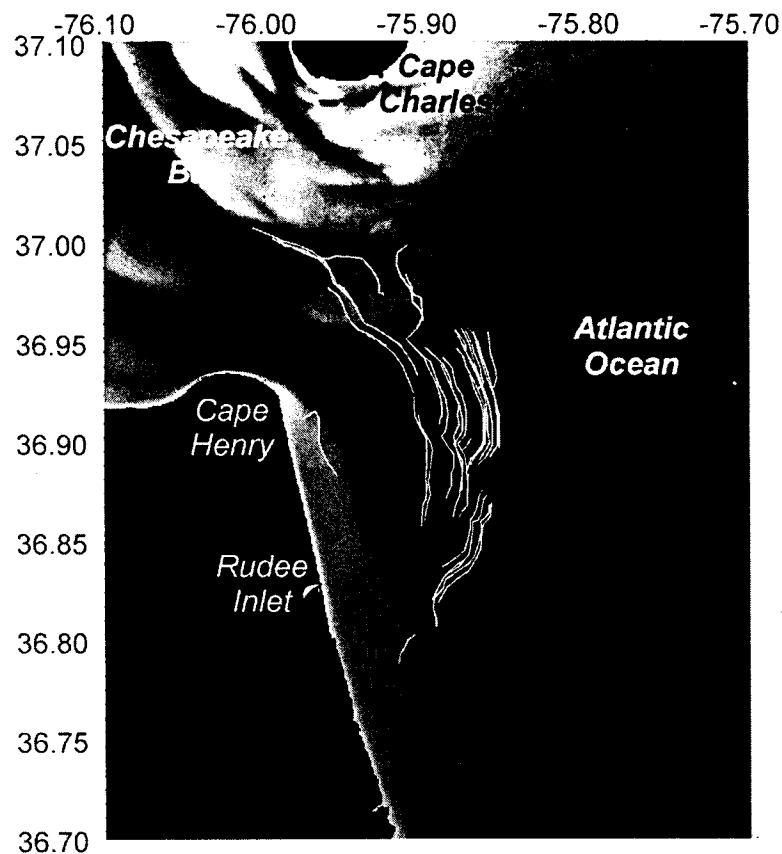 -76.10 -76.00 -75.90 -75.80 -75.70
37.10
Cape
Charles
37.05
Chesapeake
37.00
36.95
Atlantic
Ocean
36.90
Cape
Henry
36.85
Rudee
Inlet
36.80
36.75
36.70